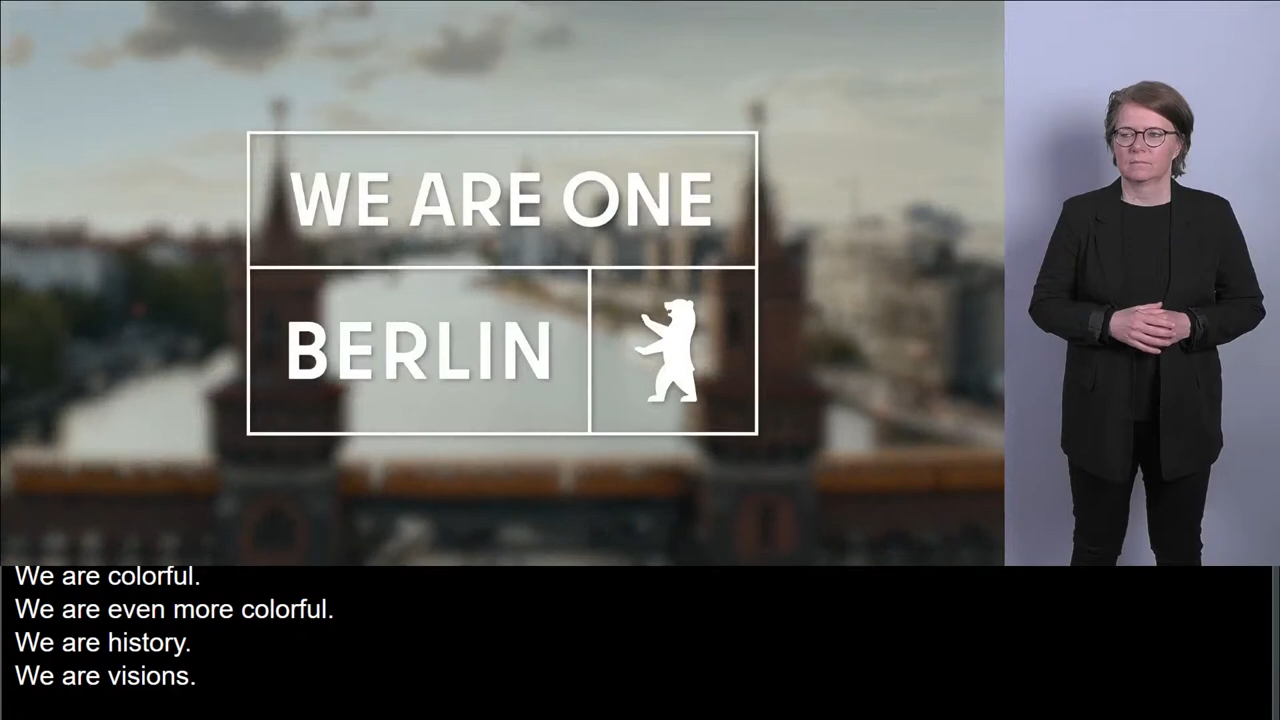 WE ARE ONE
BERLIN
We are colorful.
We are even more colorful.
We are history.
We are visions.